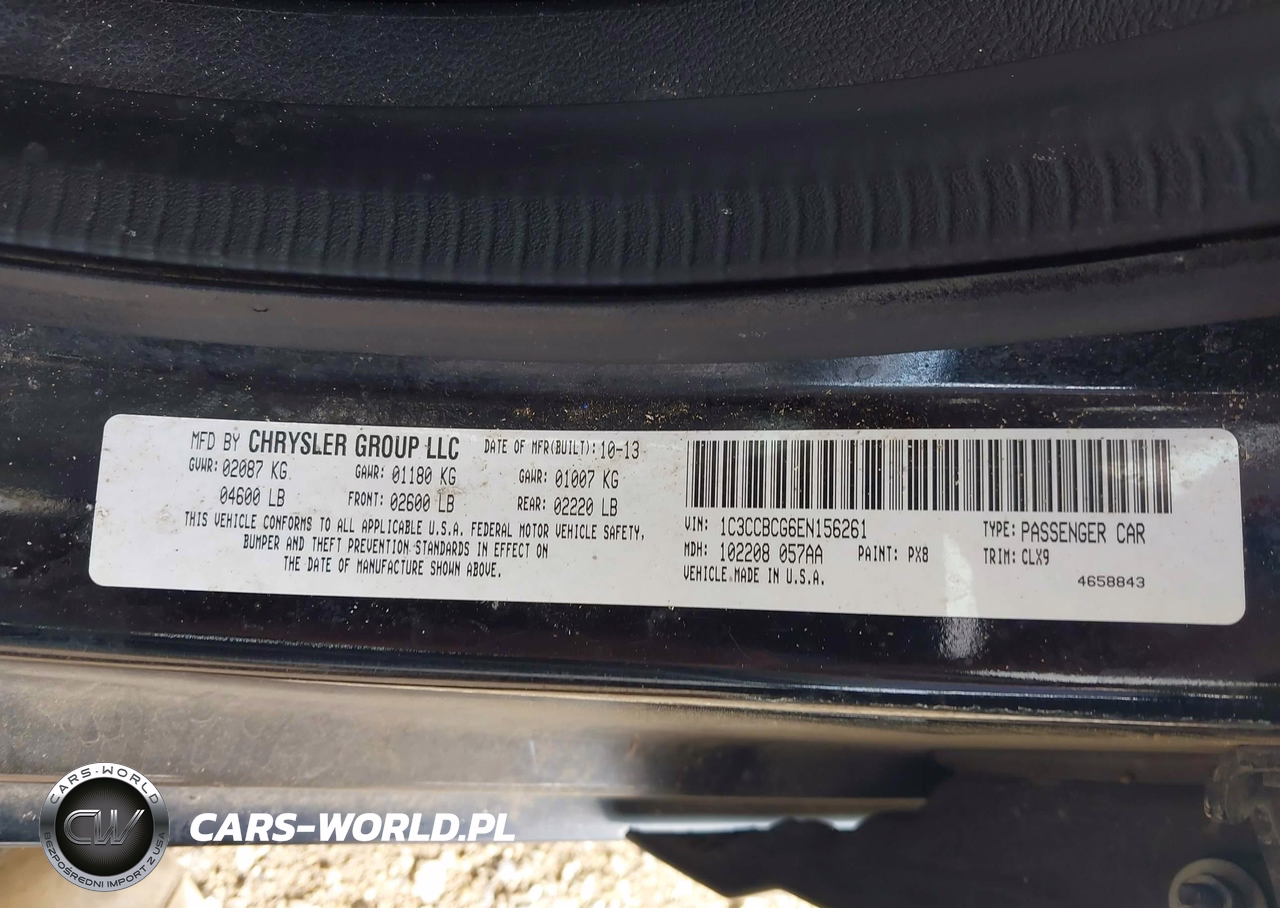 MFD BY CHRYSLER GROUP LLC DATE OF MFR(BUILT): 10-13
GVWR: 02087 KG GAWR: 01180 KG GAWR: 01007 KG
04600 LB FRONT: 02600 LB REAR: 02220 LB
THIS VEHICLE CONFORMS TO ALL APPLICABLE U.S.A. FEDERAL MOTOR VEHICLE SAFETY,
BUMPER AND THEFT PREVENTION STANDARDS IN EFFECT ON
THE DATE OF MANUFACTURE SHOWN ABOVE.
VIN: 1C3CCBCG6EN156261 TYPE: PASSENGER CAR
MDH: 102208 057AA PAINT: PX8 TRIM: CLX9
VEHICLE MADE IN U.S.A.
4658843
CARS-WORLD
CW
BEZPOŚREDNI IMPORT Z USA
CARS-WORLD.PL